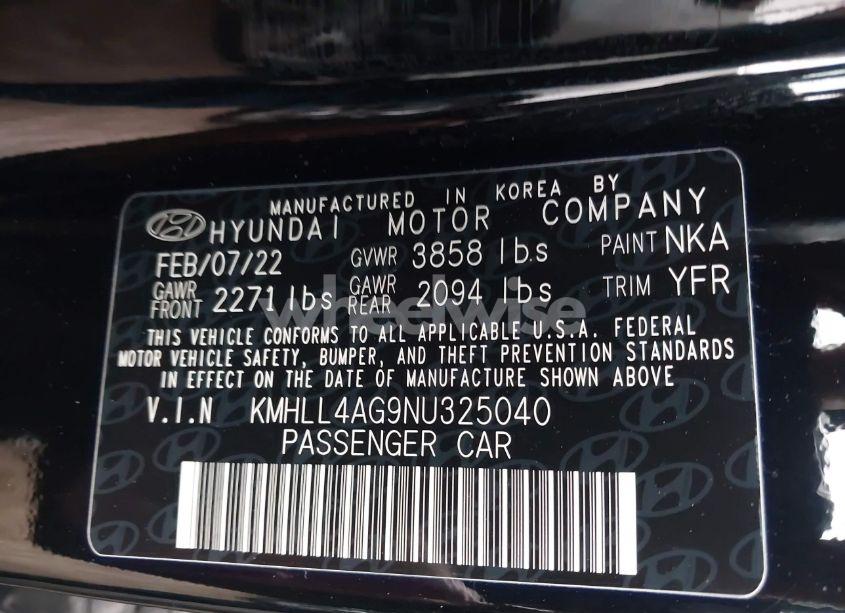 MANUFACTURED IN KOREA BY
HYUNDAI MOTOR COMPANY
FEB/07/22 GVWR 3858 lbs PAINT NKA
GAWR FRONT 2271 lbs GAWR REAR 2094 lbs TRIM YFR
wheelwise
THIS VEHICLE CONFORMS TO ALL APPLICABLE U.S.A. FEDERAL
MOTOR VEHICLE SAFETY, BUMPER, AND THEFT PREVENTION STANDARDS
IN EFFECT ON THE DATE OF MANUFACTURE SHOWN ABOVE
V.I.N KMHLL4AG9NU325040
PASSENGER CAR